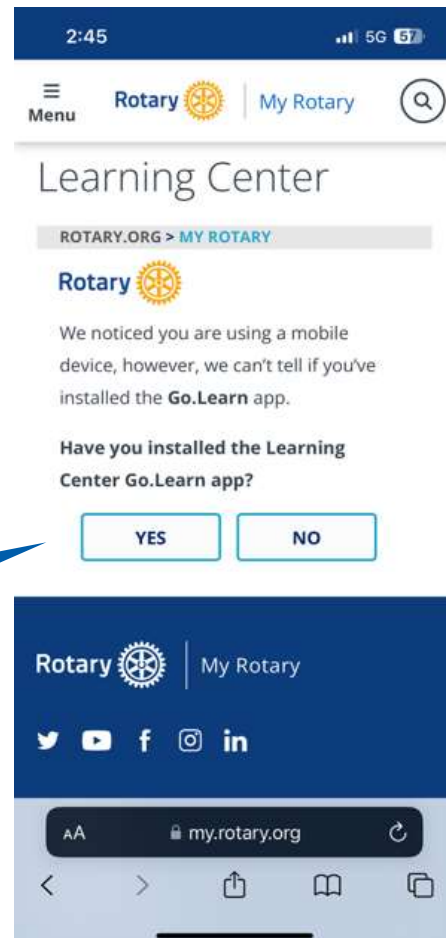 2:45 5G 57
Menu Rotary My Rotary
Learning Center
ROTARY.ORG > MY ROTARY
Rotary
We noticed you are using a mobile
device, however, we can't tell if you've
installed the Go.Learn app.
Have you installed the Learning
Center Go.Learn app?
YES NO
Rotary My Rotary
AA my.rotary.org